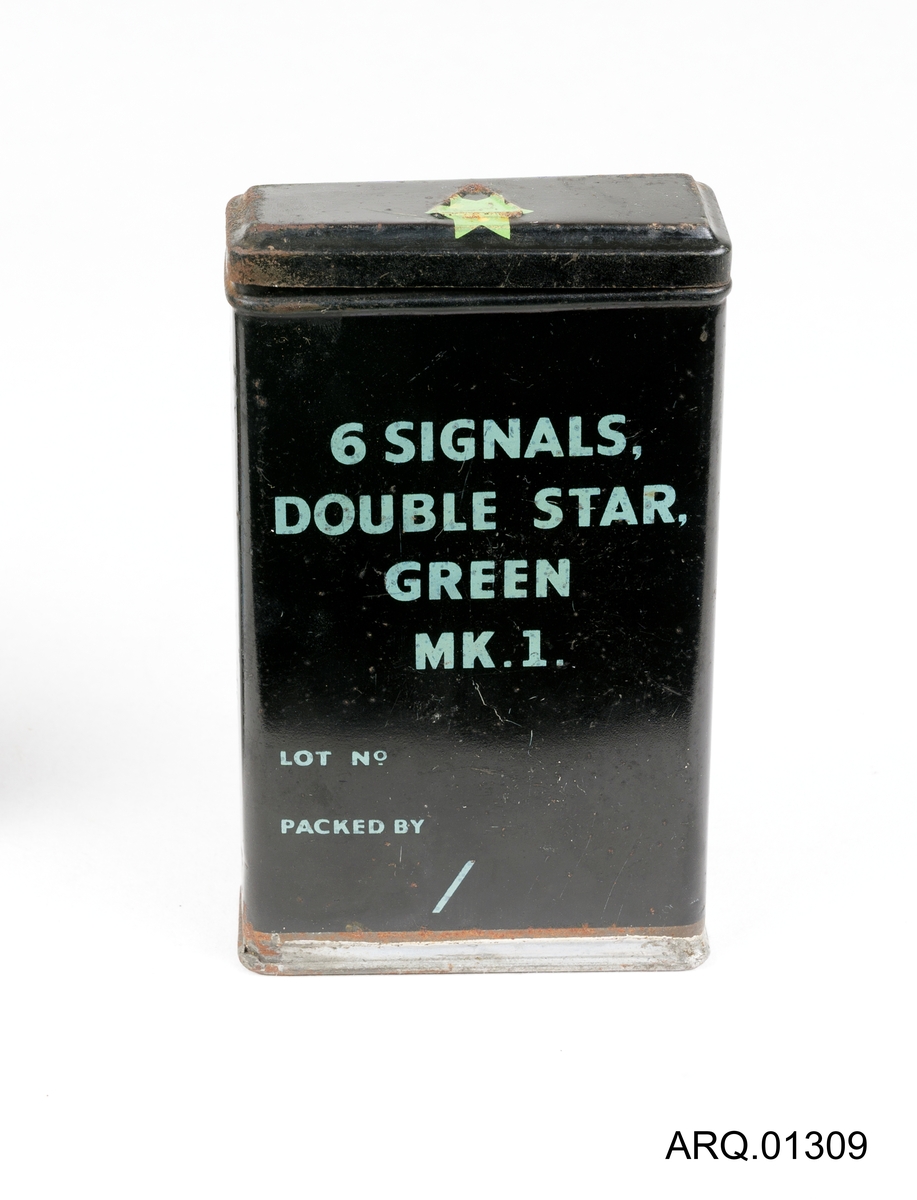 6 SIGNALS,
DOUBLE STAR,
GREEN
MK.1.
LOT Nº
PACKED BY
/
ARQ.01309